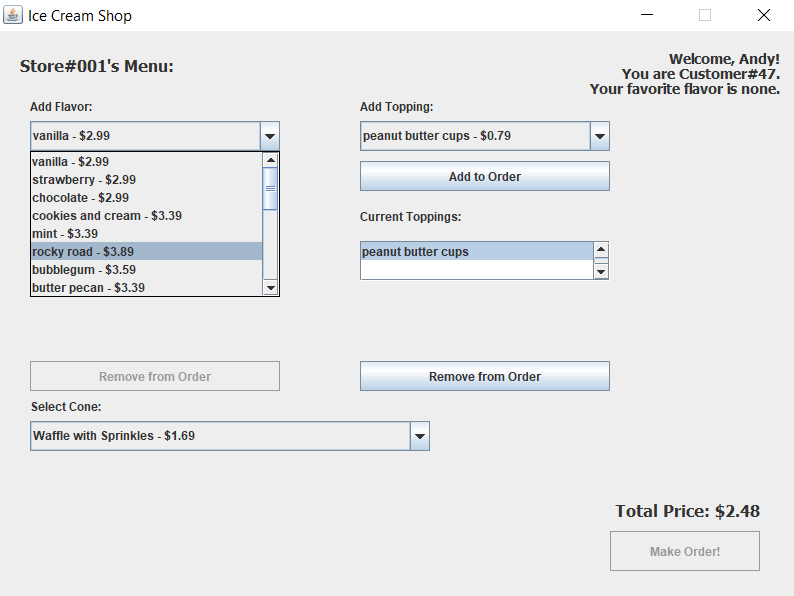 Ice Cream Shop
Store#001's Menu:
Welcome, Andy!
You are Customer#47.
Your favorite flavor is none.
Add Flavor:
vanilla - $2.99
vanilla - $2.99
strawberry - $2.99
chocolate - $2.99
cookies and cream - $3.39
mint - $3.39
rocky road - $3.89
bubblegum - $3.59
butter pecan - $3.39
Add Topping:
peanut butter cups - $0.79
Add to Order
Current Toppings:
peanut butter cups
Remove from Order
Remove from Order
Select Cone:
Waffle with Sprinkles - $1.69
Total Price: $2.48
Make Order!